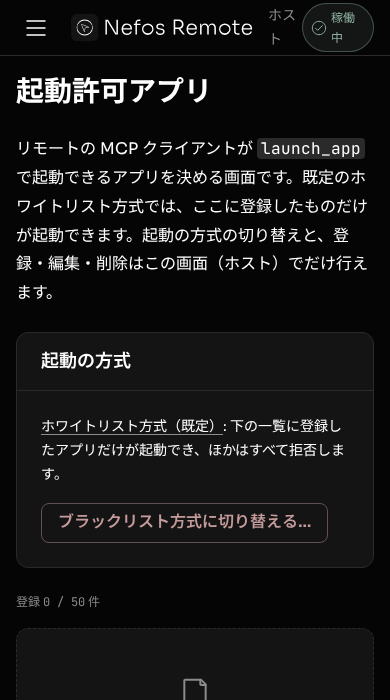 Nefos Remote
ホス
ト
稼働
中
起動許可アプリ
リモートの MCP クライアントが launch_app
で起動できるアプリを決める画面です。既定のホ
ワイトリスト方式では、ここに登録したものだけ
が起動できます。起動の方式の切り替えと、登
録・編集・削除はこの画面（ホスト）でだけ行え
ます。
起動の方式
ホワイトリスト方式（既定）: 下の一覧に登録し
たアプリだけが起動でき、ほかはすべて拒否しま
す。
ブラックリスト方式に切り替える…
登録 0 / 50 件